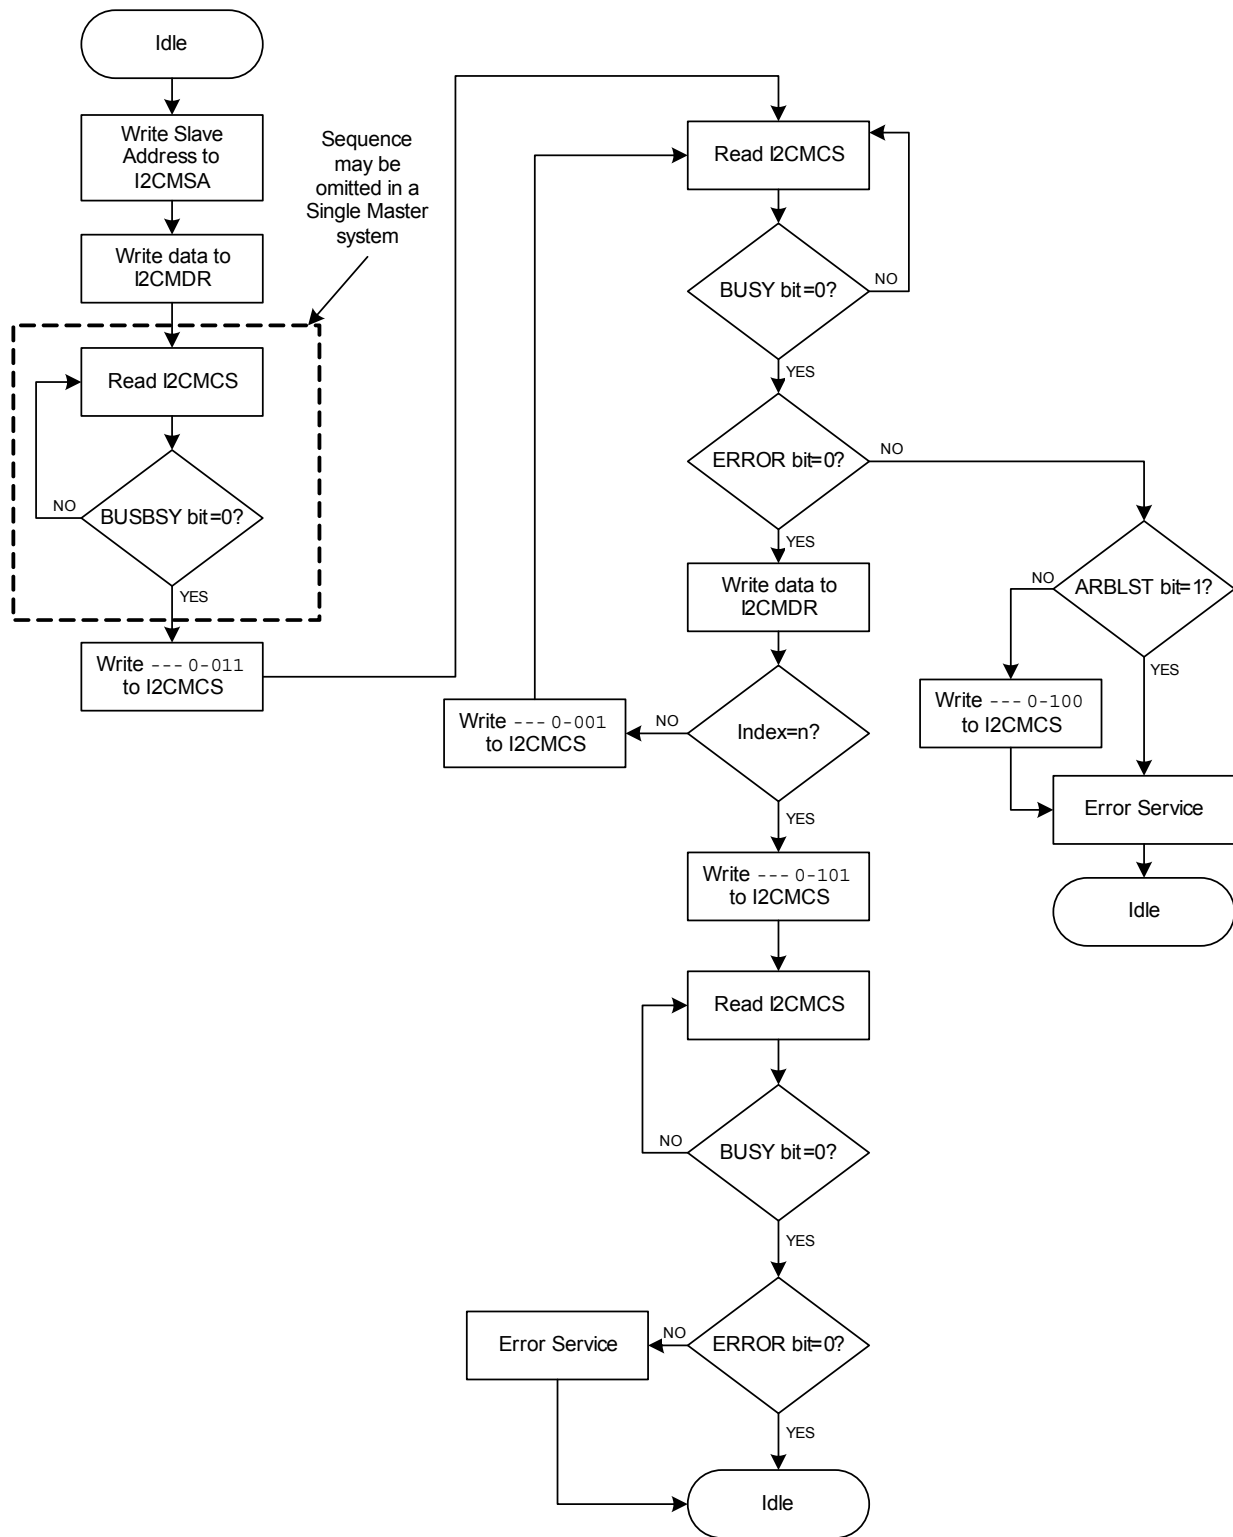 Idle
Write Slave
Address to
I2CMSA
Write data to
I2CMDR
Sequence
may be
omitted in a
Single Master
system
Read I2CMCS
BUSBSY bit=0?
NO
YES
Write --- 0-011
to I2CMCS
Read I2CMCS
BUSY bit=0?
NO
YES
ERROR bit=0?
NO
YES
Write data to
I2CMDR
Index=n?
NO
Write --- 0-001
to I2CMCS
YES
ARBLST bit=1?
NO
YES
Write --- 0-100
to I2CMCS
Error Service
Idle
Write --- 0-101
to I2CMCS
Read I2CMCS
BUSY bit=0?
NO
YES
ERROR bit=0?
NO
Error Service
YES
Idle